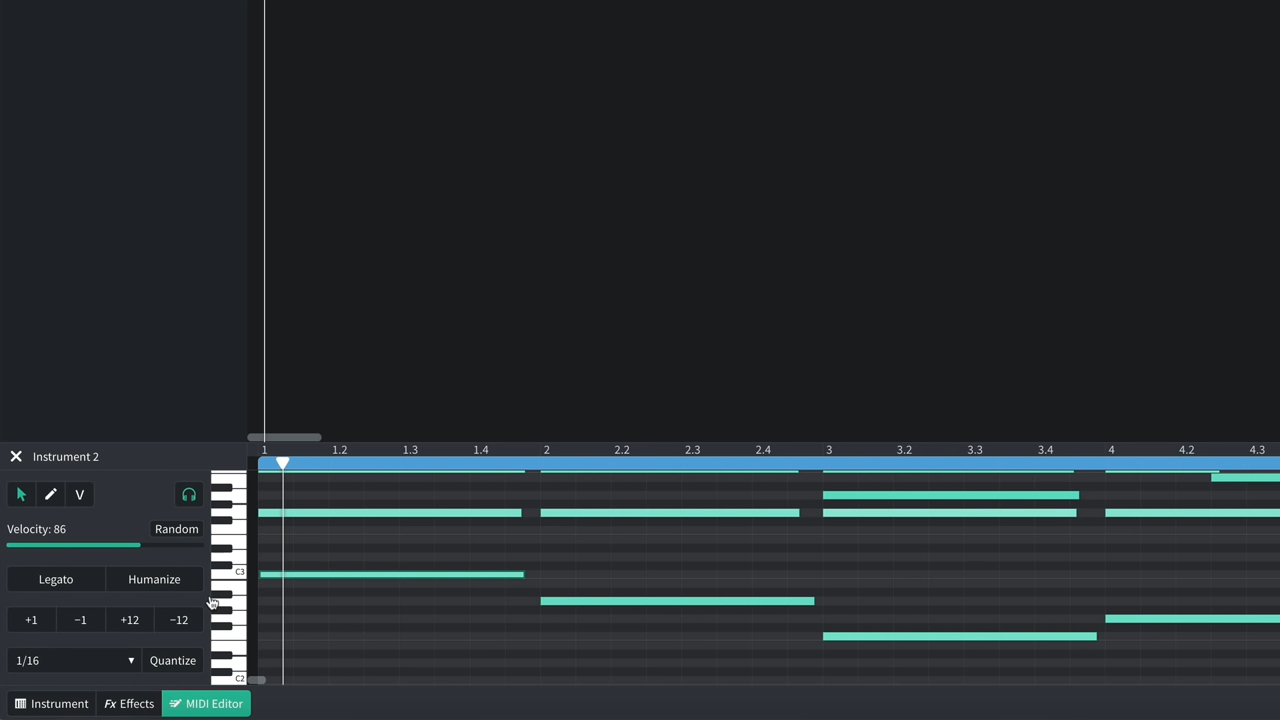 Instrument 2
1 1.2 1.3 1.4 2 2.2 2.3 2.4 3 3.2 3.3 3.4 4 4.2 4.3
V
Velocity: 86 Random
Legato Humanize
+1 −1 +12 −12
1/16 Quantize
C3
C2
Instrument Fx Effects MIDI Editor